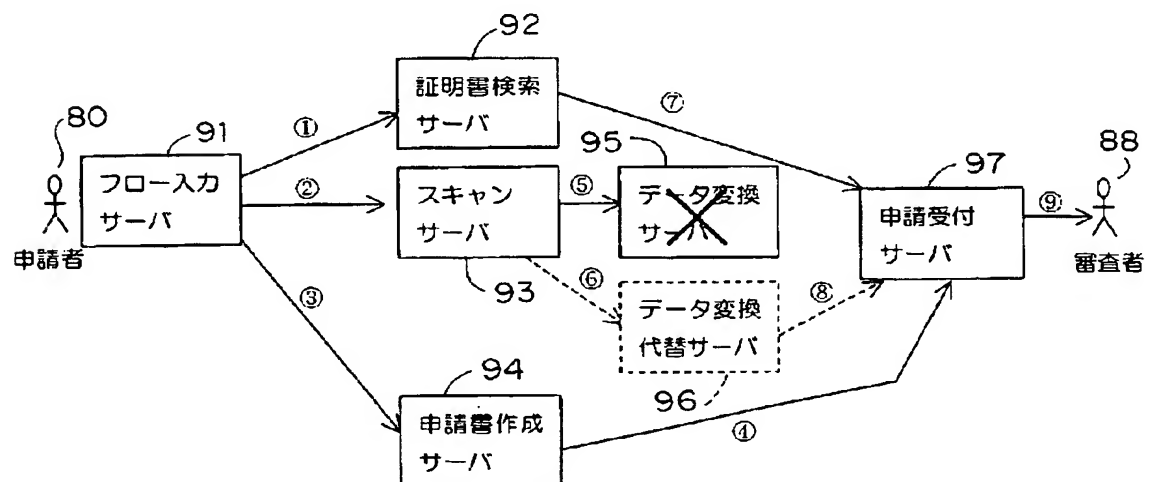 92
証明書検索
サーバ
80
91
①
⑦
95
88
フロー入力
サーバ
②
スキャン
サーバ
⑤
データ変換
サーバ
97
申請受付
サーバ
⑨
申請者
審査者
93
③
⑥
データ変換
代替サーバ
⑧
94
96
申請書作成
サーバ
④